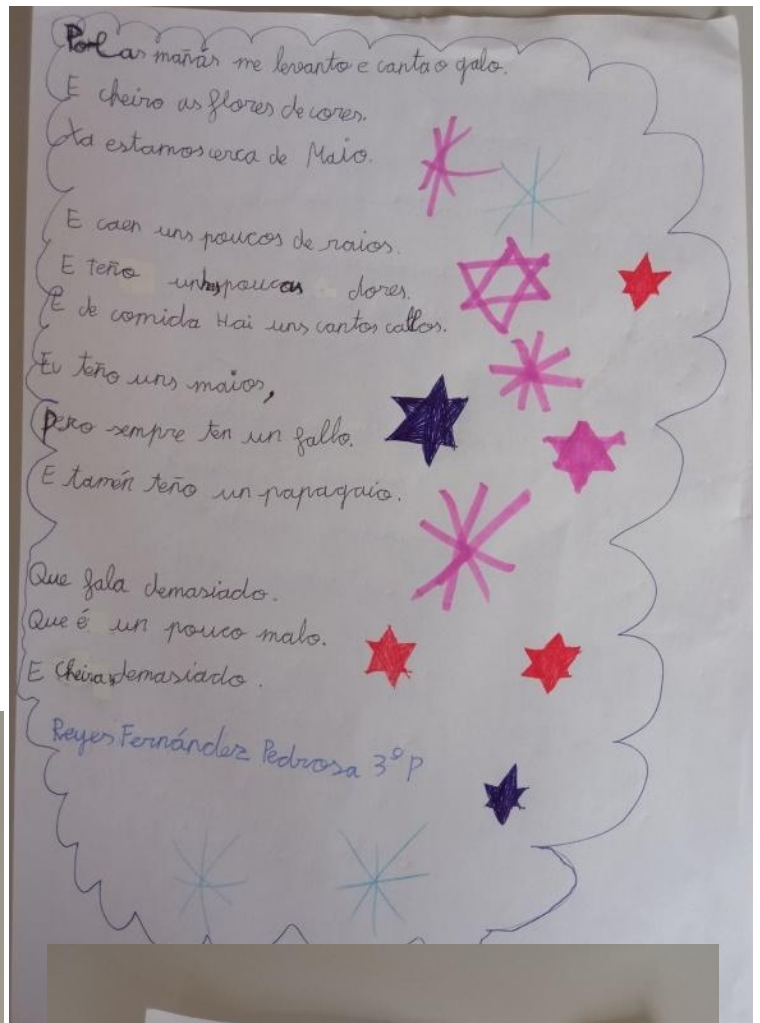 Por las mañás me levanto e canta o galo.
E cheiro as flores de cores.
Xa estamos cerca de Maio.
E caen uns poucos de raios.
E teño unhas poucas dores.
E de comida Hai uns cantos callos.
Eu teño uns maios,
pero sempre ten un fallo.
E tamén teño un papagaio.
Que fala demasiado.
Que é un pouco malo.
E Cheira demasiado.
Reyes Fernández Pedrosa 3º P